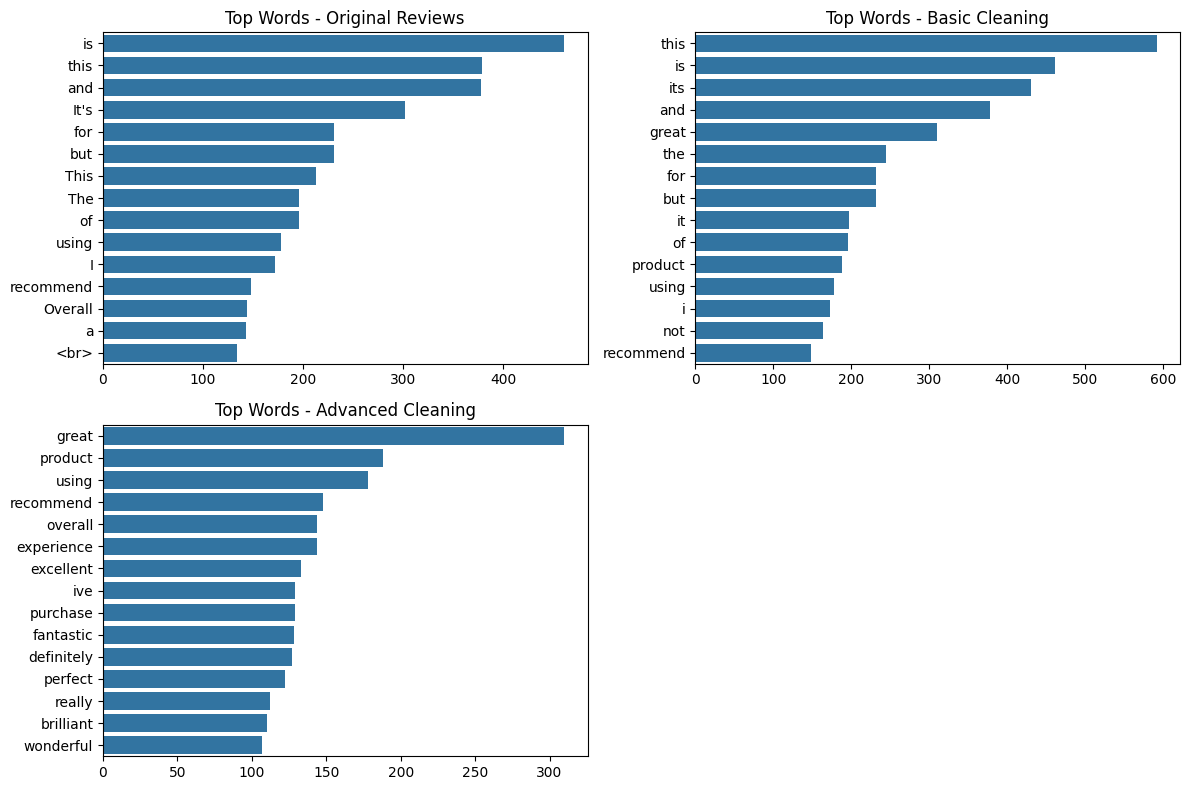 Top Words - Original Reviews
is
this
and
It's
for
but
This
The
of
using
I
recommend
Overall
a
<br>
0 100 200 300 400
Top Words - Basic Cleaning
this
is
its
and
great
the
for
but
it
of
product
using
i
not
recommend
0 100 200 300 400 500 600
Top Words - Advanced Cleaning
great
product
using
recommend
overall
experience
excellent
ive
purchase
fantastic
definitely
perfect
really
brilliant
wonderful
0 50 100 150 200 250 300